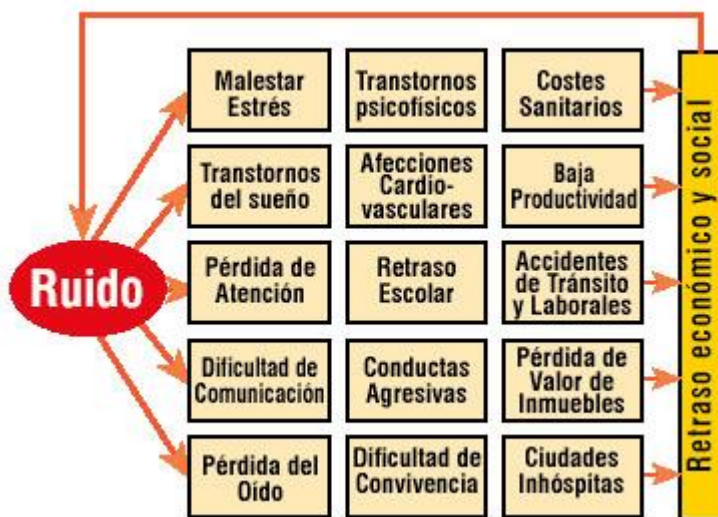 Malestar
Estrés
Transtornos
psicofísicos
Costes
Sanitarios
Transtornos
del sueño
Afecciones
Cardio-
vasculares
Baja
Productividad
Ruido
Pérdida de
Atención
Retraso
Escolar
Accidentes
de Tránsito
y Laborales
Dificultad de
Comunicación
Conductas
Agresivas
Pérdida de
Valor de
Inmuebles
Pérdida del
Oído
Dificultad de
Convivencia
Ciudades
Inhóspitas
Retraso económico y social